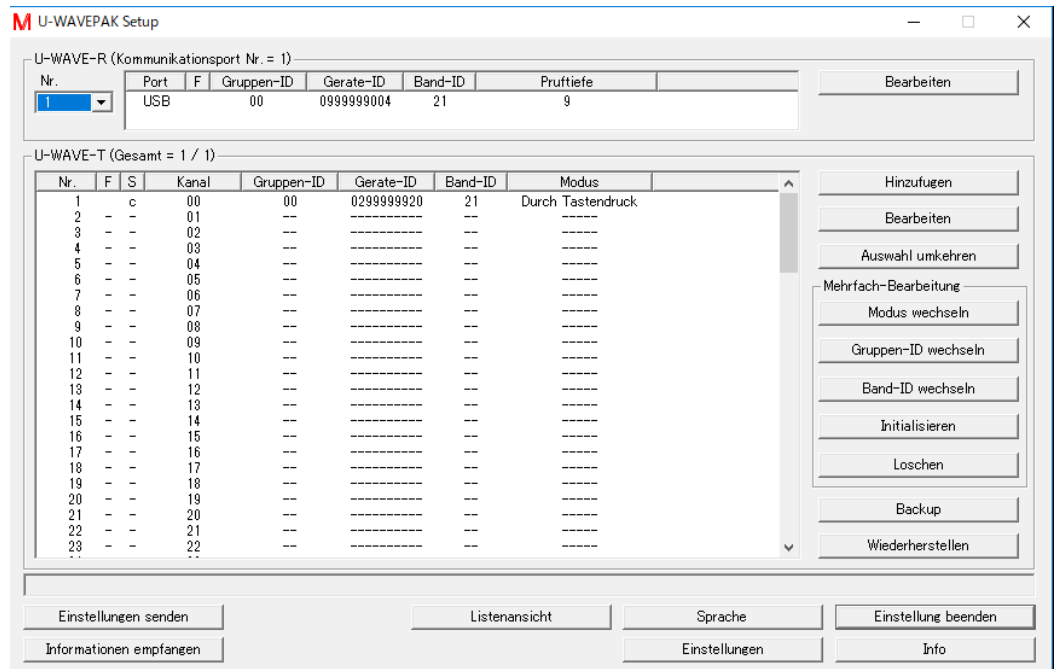 M U-WAVEPAK Setup
U-WAVE-R (Kommunikationsport Nr. = 1)
Nr. Port F Gruppen-ID Gerate-ID Band-ID Pruftiefe Bearbeiten
1 USB 00 0999999004 21 9
U-WAVE-T (Gesamt = 1 / 1)
Nr. F S Kanal Gruppen-ID Gerate-ID Band-ID Modus
1 c 00 00 0299999920 21 Durch Tastendruck
2 - - 01 -- ---------- -- -----
3 - - 02 -- ---------- -- -----
4 - - 03 -- ---------- -- -----
5 - - 04 -- ---------- -- -----
6 - - 05 -- ---------- -- -----
7 - - 06 -- ---------- -- -----
8 - - 07 -- ---------- -- -----
9 - - 08 -- ---------- -- -----
10 - - 09 -- ---------- -- -----
11 - - 10 -- ---------- -- -----
12 - - 11 -- ---------- -- -----
13 - - 12 -- ---------- -- -----
14 - - 13 -- ---------- -- -----
15 - - 14 -- ---------- -- -----
16 - - 15 -- ---------- -- -----
17 - - 16 -- ---------- -- -----
18 - - 17 -- ---------- -- -----
19 - - 18 -- ---------- -- -----
20 - - 19 -- ---------- -- -----
21 - - 20 -- ---------- -- -----
22 - - 21 -- ---------- -- -----
23 - - 22 -- ---------- -- -----
Hinzufugen
Bearbeiten
Auswahl umkehren
Mehrfach-Bearbeitung
Modus wechseln
Gruppen-ID wechseln
Band-ID wechseln
Initialisieren
Loschen
Backup
Wiederherstellen
Einstellungen senden Listenansicht Sprache Einstellung beenden
Informationen empfangen Einstellungen Info